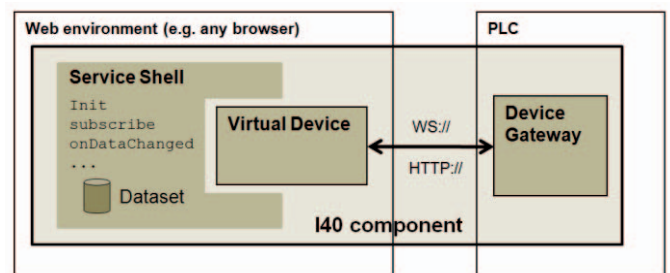 Web environment (e.g. any browser)
PLC
Service Shell
Init
subscribe
onDataChanged
...
Dataset
Virtual Device
WS://
HTTP://
Device
Gateway
I40 component